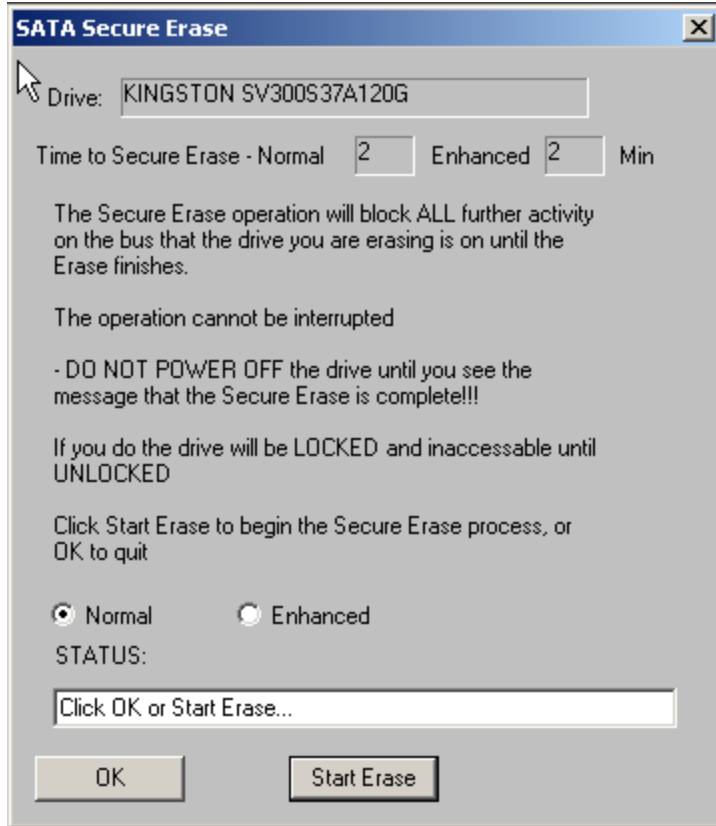 SATA Secure Erase
Drive: KINGSTON SV300S37A120G
Time to Secure Erase - Normal 2 Enhanced 2 Min
The Secure Erase operation will block ALL further activity
on the bus that the drive you are erasing is on until the
Erase finishes.
The operation cannot be interrupted
- DO NOT POWER OFF the drive until you see the
message that the Secure Erase is complete!!!
If you do the drive will be LOCKED and inaccessable until
UNLOCKED
Click Start Erase to begin the Secure Erase process, or
OK to quit
Normal Enhanced
STATUS:
Click OK or Start Erase...
OK Start Erase